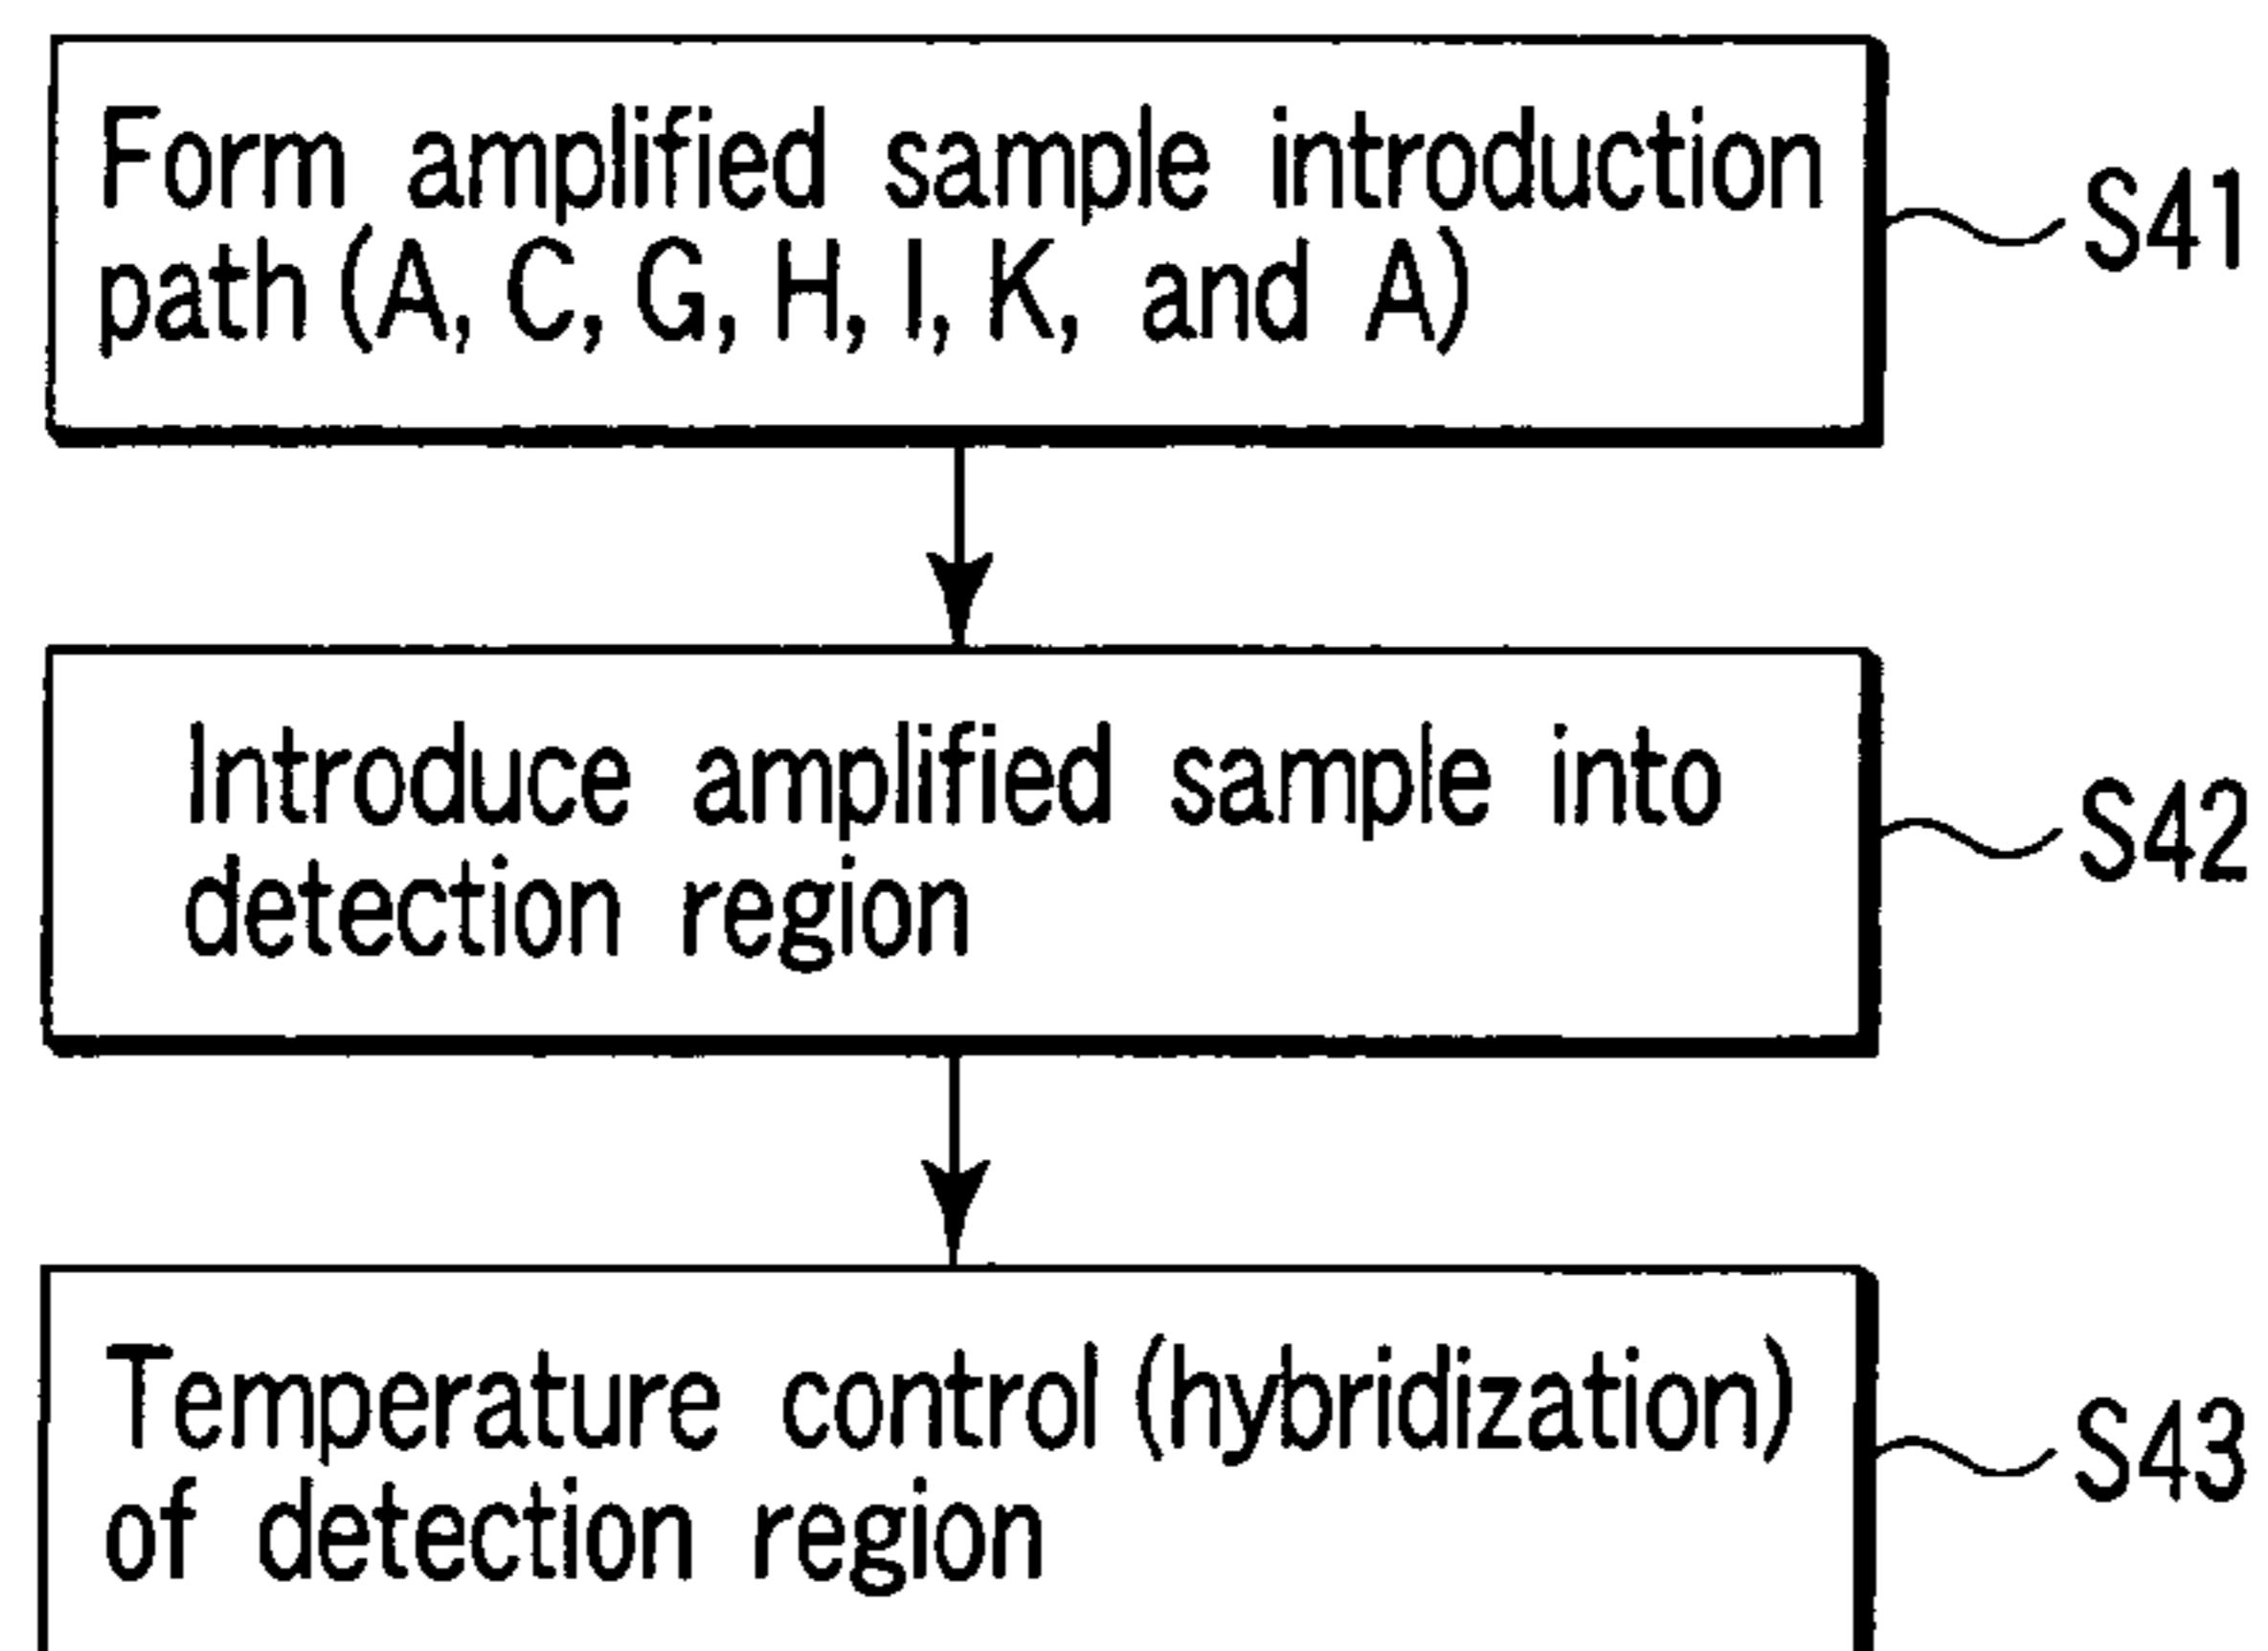 Form amplified sample introduction
path (A, C, G, H, I, K, and A)
S41
Introduce amplified sample into
detection region
S42
Temperature control (hybridization)
of detection region
S43